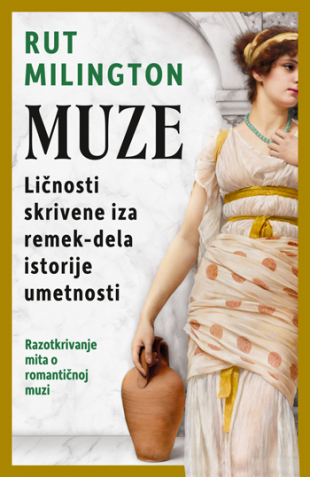 RUT
MILINGTON
MUZE
Ličnosti
skrivene iza
remek-dela
istorije
umetnosti
Razotkrivanje
mita o
romantičnoj
muzi